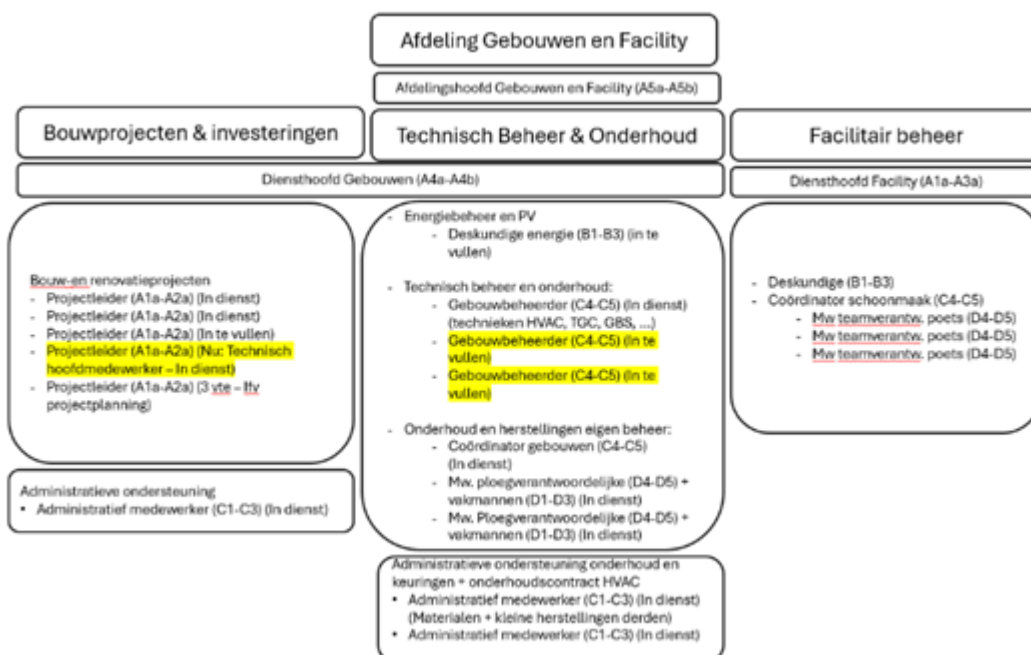 Afdeling Gebouwen en Facility
Afdelingshoofd Gebouwen en Facility (A5a-A5b)
Bouwprojecten & investeringen
Technisch Beheer & Onderhoud
Facilitair beheer
Diensthoofd Gebouwen (A4a-A4b)
Diensthoofd Facility (A1a-A3a)
Bouw-en renovatieprojecten
- Projectleider (A1a-A2a) (In dienst)
- Projectleider (A1a-A2a) (In dienst)
- Projectleider (A1a-A2a) (In te vullen)
- Projectleider (A1a-A2a) (Nu: Technisch
hoofdmedewerker – In dienst)
- Projectleider (A1a-A2a) (3 vte – ifv
projectplanning)
Administratieve ondersteuning
• Administratief medewerker (C1-C3) (In dienst)
- Energiebeheer en PV
- Deskundige energie (B1-B3) (in te
vullen)
- Technisch beheer en onderhoud:
- Gebouwbeheerder (C4-C5) (In dienst)
(technieken HVAC, TGC, GBS, ...)
- Gebouwbeheerder (C4-C5) (In te
vullen)
- Gebouwbeheerder (C4-C5) (In te
vullen)
- Onderhoud en herstellingen eigen beheer:
- Coördinator gebouwen (C4-C5)
(In dienst)
- Mw. ploegverantwoordelijke (D4-D5) +
vakmannen (D1-D3) (In dienst)
- Mw. Ploegverantwoordelijke (D4-D5) +
vakmannen (D1-D3) (In dienst)
Administratieve ondersteuning onderhoud en
keuringen + onderhoudscontract HVAC
• Administratief medewerker (C1-C3) (In dienst)
(Materialen + kleine herstellingen derden)
• Administratief medewerker (C1-C3) (In dienst)
- Deskundige (B1-B3)
- Coördinator schoonmaak (C4-C5)
- Mw teamverantw. poets (D4-D5)
- Mw teamverantw. poets (D4-D5)
- Mw teamverantw. poets (D4-D5)